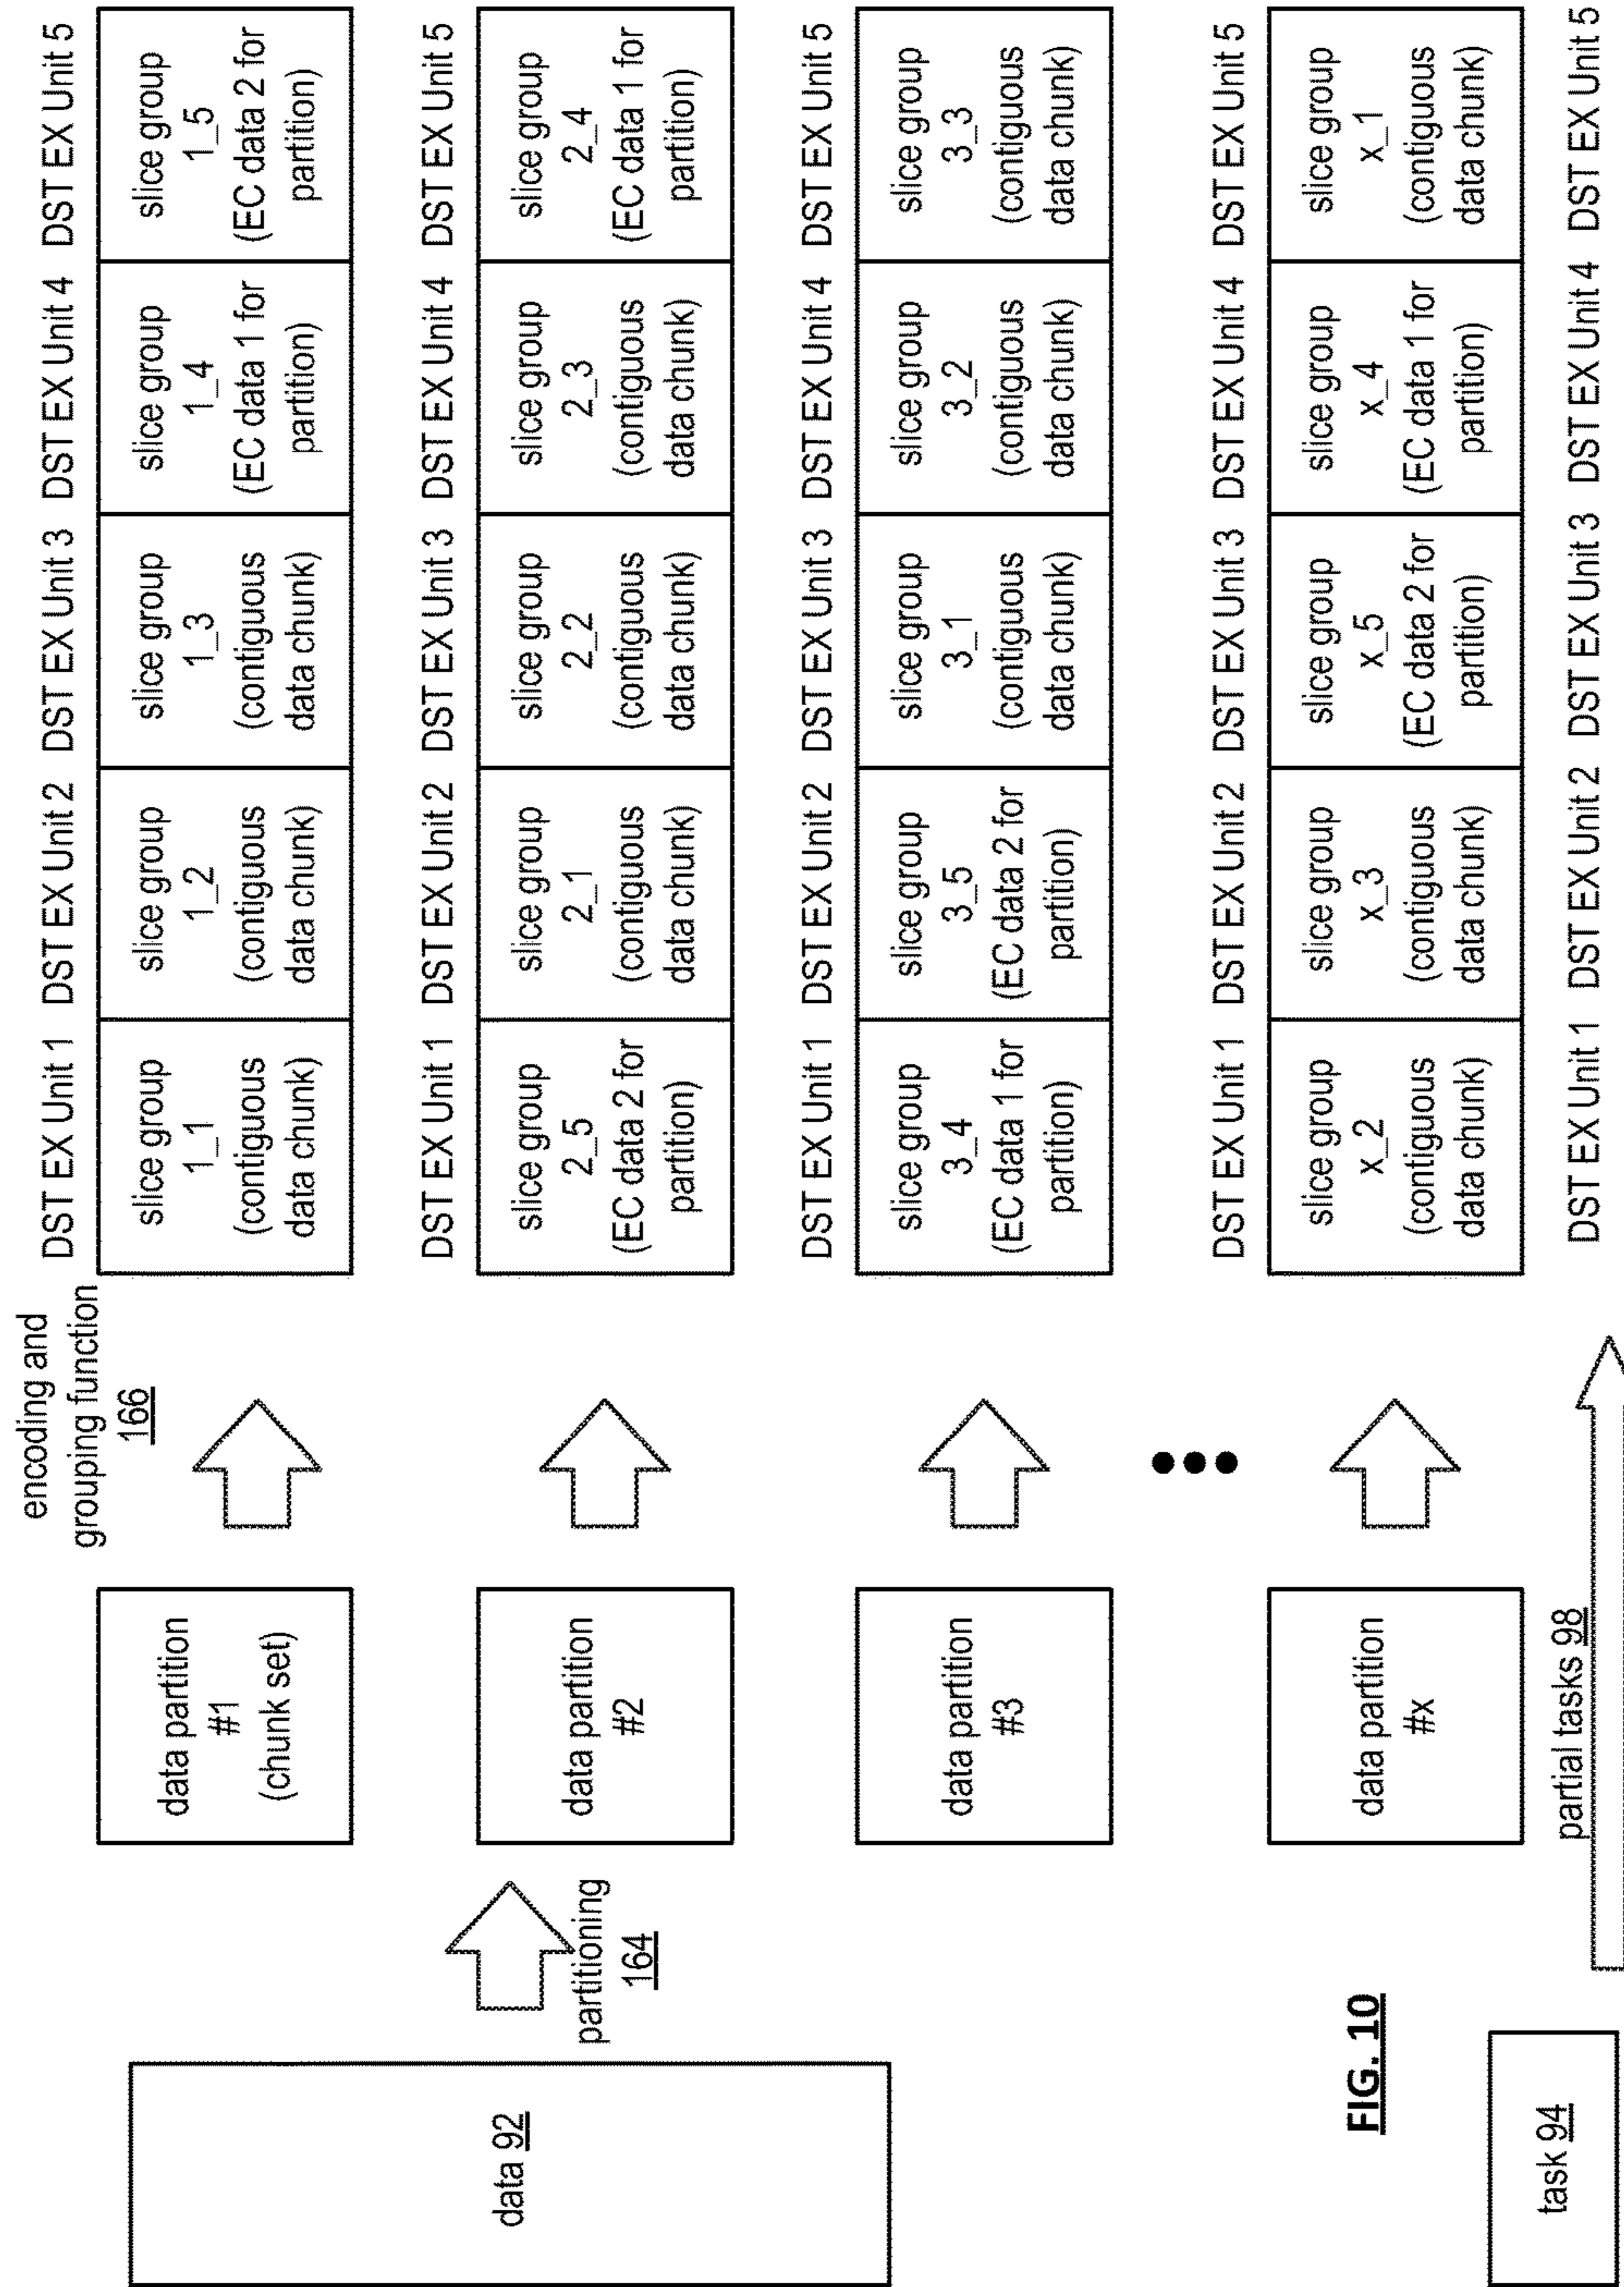 encoding and
grouping function
166
data 92
partitioning
164
data partition
#1
(chunk set)
DST EX Unit 1 DST EX Unit 2 DST EX Unit 3 DST EX Unit 4 DST EX Unit 5
slice group
1_1
(contiguous
data chunk)
slice group
1_2
(contiguous
data chunk)
slice group
1_3
(contiguous
data chunk)
slice group
1_4
(EC data 1 for
partition)
slice group
1_5
(EC data 2 for
partition)
data partition
#2
DST EX Unit 1 DST EX Unit 2 DST EX Unit 3 DST EX Unit 4 DST EX Unit 5
slice group
2_5
(EC data 2 for
partition)
slice group
2_1
(contiguous
data chunk)
slice group
2_2
(contiguous
data chunk)
slice group
2_3
(contiguous
data chunk)
slice group
2_4
(EC data 1 for
partition)
data partition
#3
DST EX Unit 1 DST EX Unit 2 DST EX Unit 3 DST EX Unit 4 DST EX Unit 5
slice group
3_4
(EC data 1 for
partition)
slice group
3_5
(EC data 2 for
partition)
slice group
3_1
(contiguous
data chunk)
slice group
3_2
(contiguous
data chunk)
slice group
3_3
(contiguous
data chunk)
data partition
#x
DST EX Unit 1 DST EX Unit 2 DST EX Unit 3 DST EX Unit 4 DST EX Unit 5
slice group
x_2
(contiguous
data chunk)
slice group
x_3
(contiguous
data chunk)
slice group
x_5
(EC data 2 for
partition)
slice group
x_4
(EC data 1 for
partition)
slice group
x_1
(contiguous
data chunk)
FIG. 10
task 94
partial tasks 98
DST EX Unit 1 DST EX Unit 2 DST EX Unit 3 DST EX Unit 4 DST EX Unit 5